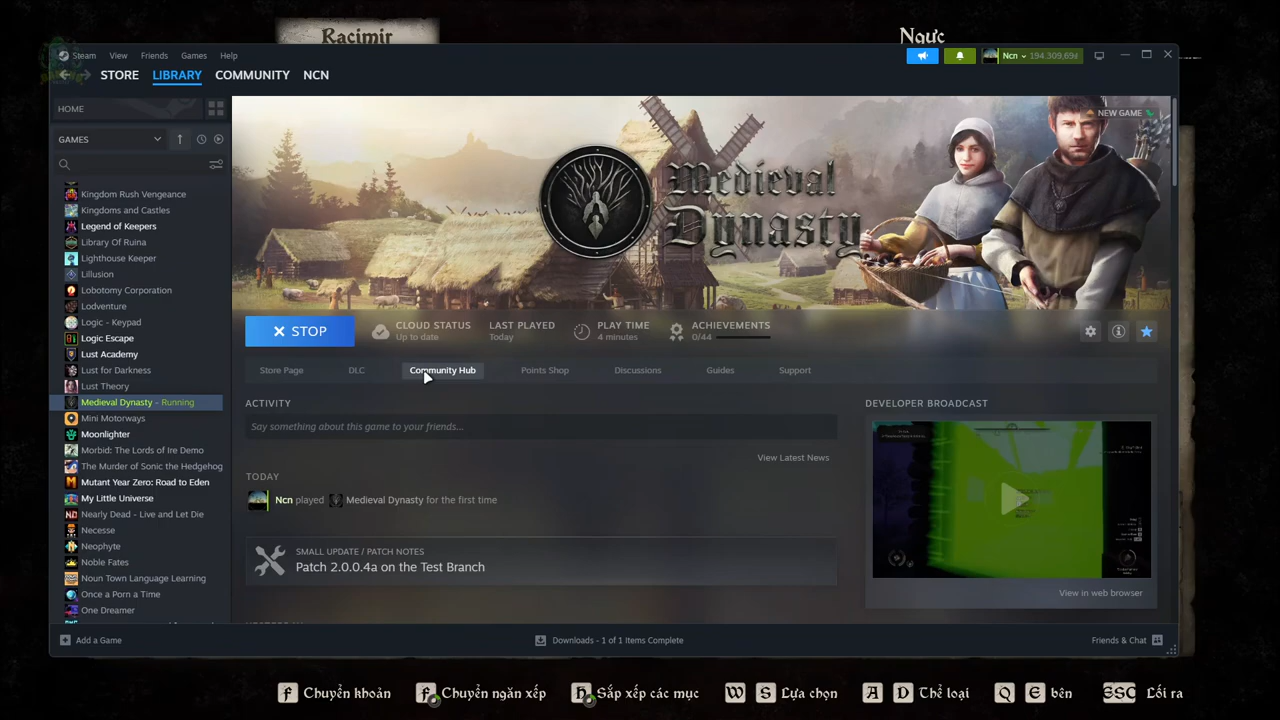 Racimir
Ngực
Steam View Friends Games Help
Ncn 194.309,69₫
STORE LIBRARY COMMUNITY NCN
HOME
GAMES
Kingdom Rush Vengeance
Kingdoms and Castles
Legend of Keepers
Library Of Ruina
Lighthouse Keeper
Lillusion
Lobotomy Corporation
Lodventure
Logic - Keypad
Logic Escape
Lust Academy
Lust for Darkness
Lust Theory
Medieval Dynasty - Running
Mini Motorways
Moonlighter
Morbid: The Lords of Ire Demo
The Murder of Sonic the Hedgehog
Mutant Year Zero: Road to Eden
My Little Universe
Nearly Dead - Live and Let Die
Necesse
Neophyte
Noble Fates
Noun Town Language Learning
Once a Porn a Time
One Dreamer
Add a Game
NEW GAME
Medieval
Dynasty
STOP
CLOUD STATUS
Up to date
LAST PLAYED
Today
PLAY TIME
4 minutes
ACHIEVEMENTS
0/44
Store Page DLC Community Hub Points Shop Discussions Guides Support
ACTIVITY
Say something about this game to your friends...
View Latest News
TODAY
Ncn played Medieval Dynasty for the first time
SMALL UPDATE / PATCH NOTES
Patch 2.0.0.4a on the Test Branch
DEVELOPER BROADCAST
View in web browser
Downloads - 1 of 1 Items Complete
Friends & Chat
f Chuyển khoản f Chuyển ngăn xếp h Sắp xếp các mục W S Lựa chọn A D Thể loại Q E bên ESC Lối ra